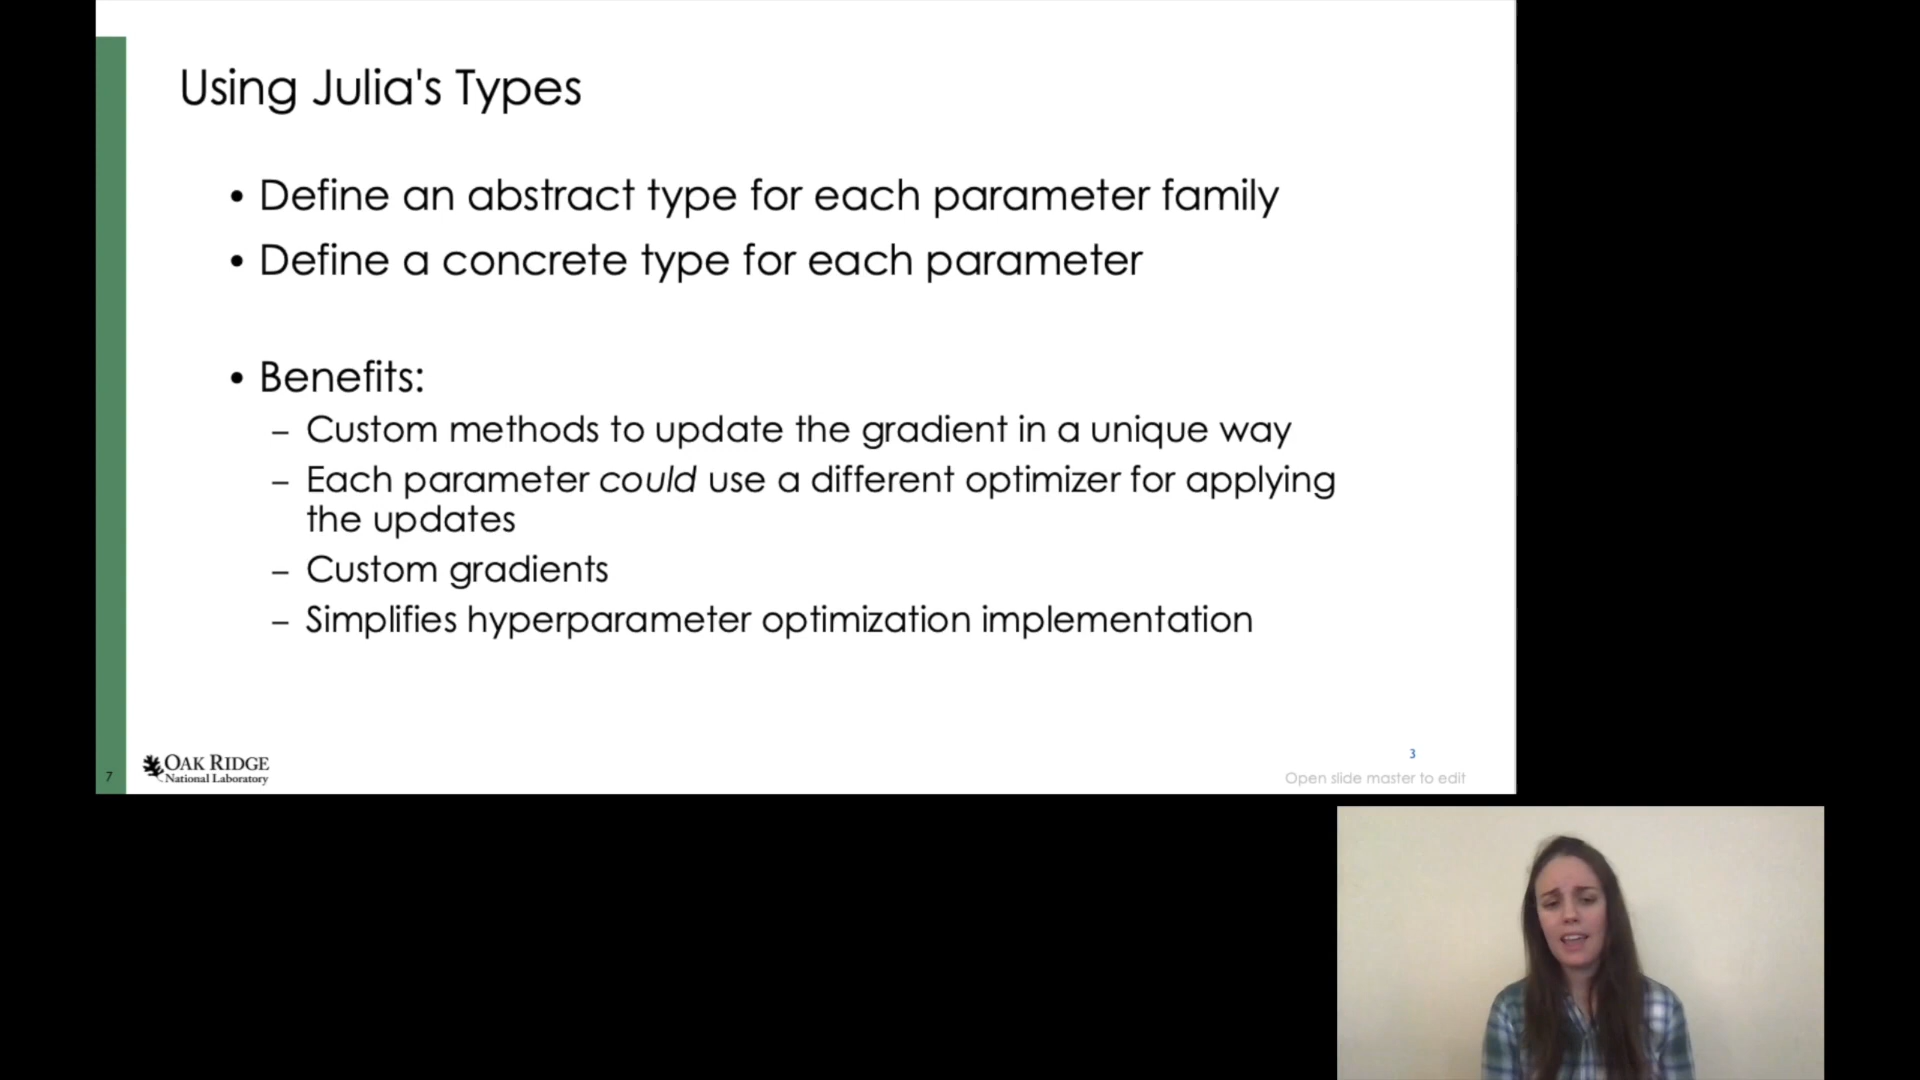 Using Julia's Types
• Define an abstract type for each parameter family
• Define a concrete type for each parameter
• Benefits:
– Custom methods to update the gradient in a unique way
– Each parameter could use a different optimizer for applying
the updates
– Custom gradients
– Simplifies hyperparameter optimization implementation
7
OAK RIDGE
National Laboratory
3
Open slide master to edit